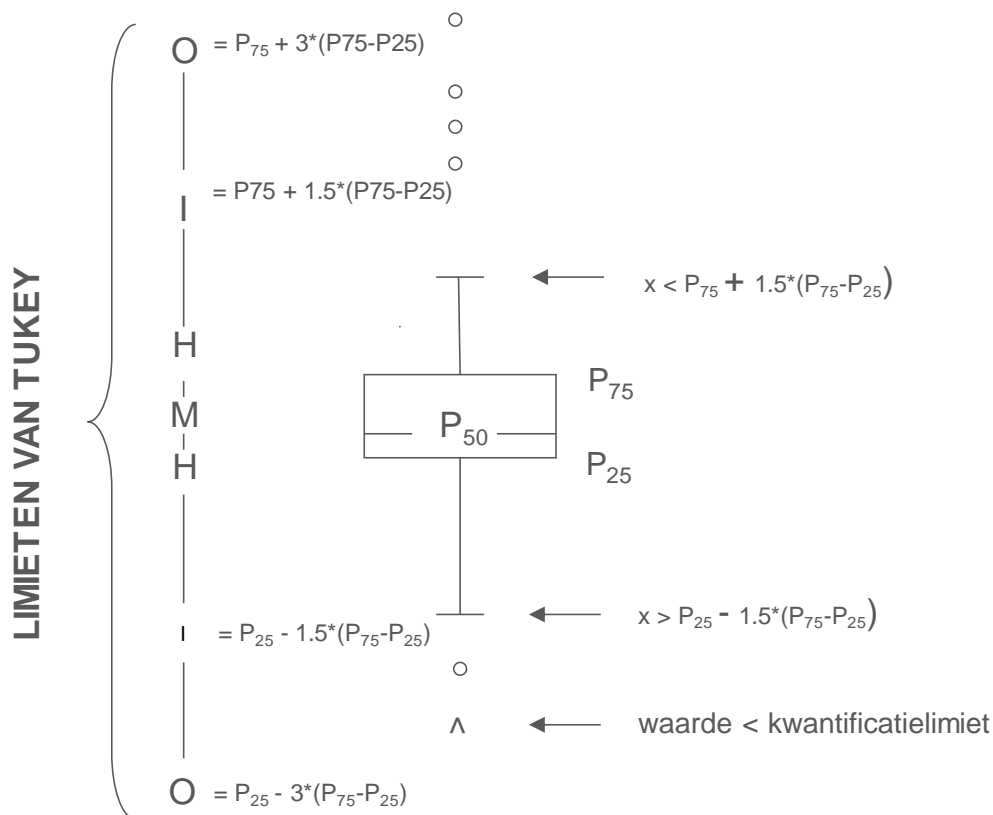 LIMIETEN VAN TUKEY
O = P75 + 3*(P75-P25)
I = P75 + 1.5*(P75-P25)
H
M
H
I = P25 - 1.5*(P75-P25)
O = P25 - 3*(P75-P25)
x < P75 + 1.5*(P75-P25)
P75
P50
P25
x > P25 - 1.5*(P75-P25)
^ waarde < kwantificatielimiet